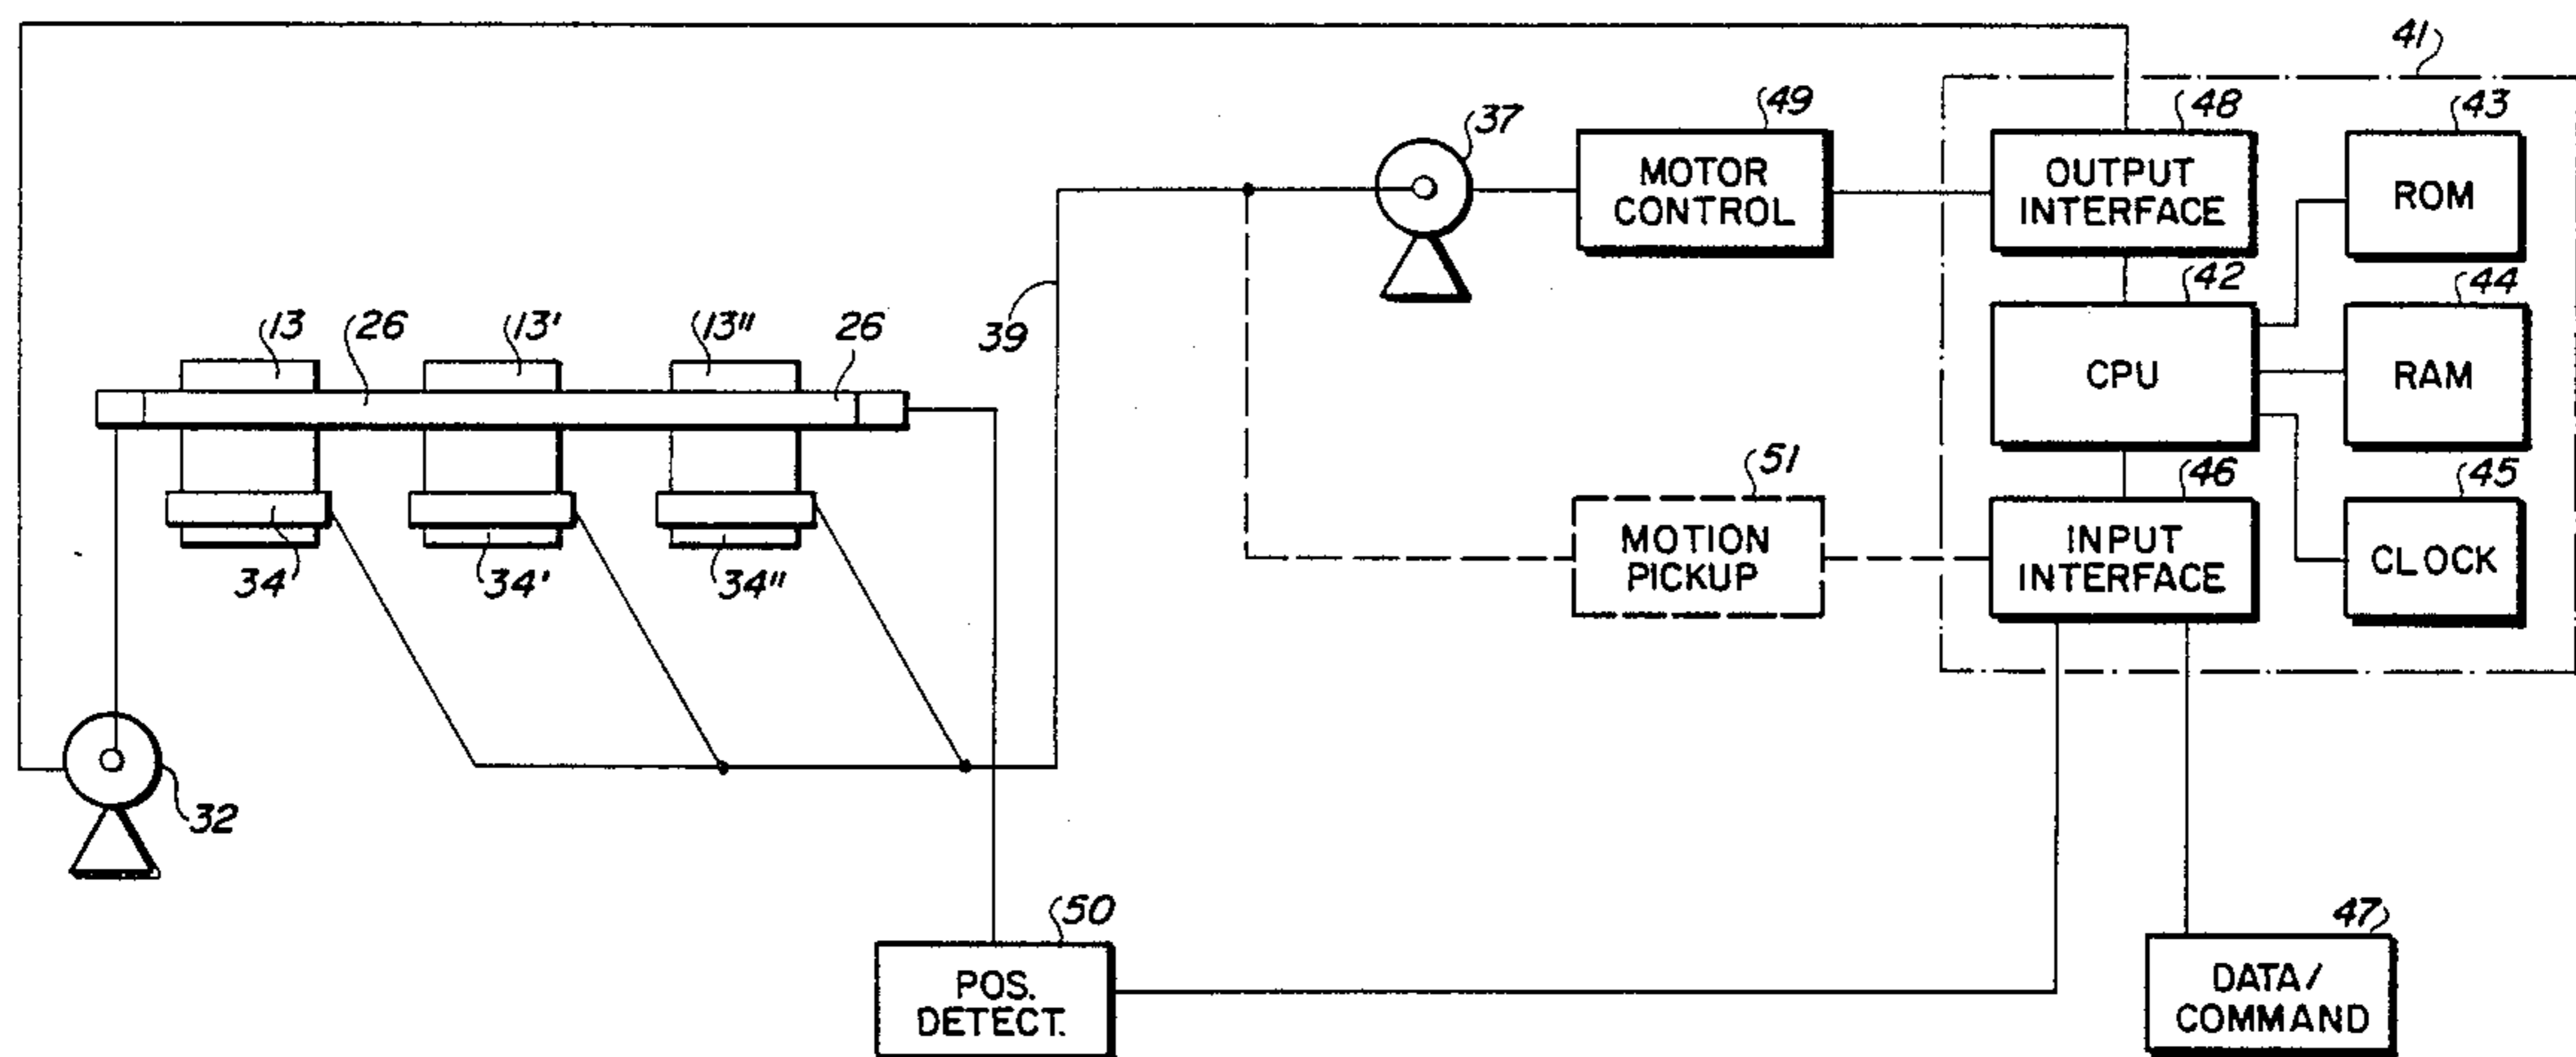 41
49
48
43
37
MOTOR
CONTROL
OUTPUT
INTERFACE
ROM
42
44
13
26
13'
13"
26
39
CPU
RAM
51
46
45
34'
34'
34"
MOTION
PICKUP
INPUT
INTERFACE
CLOCK
32
50
47
POS.
DETECT.
DATA/
COMMAND